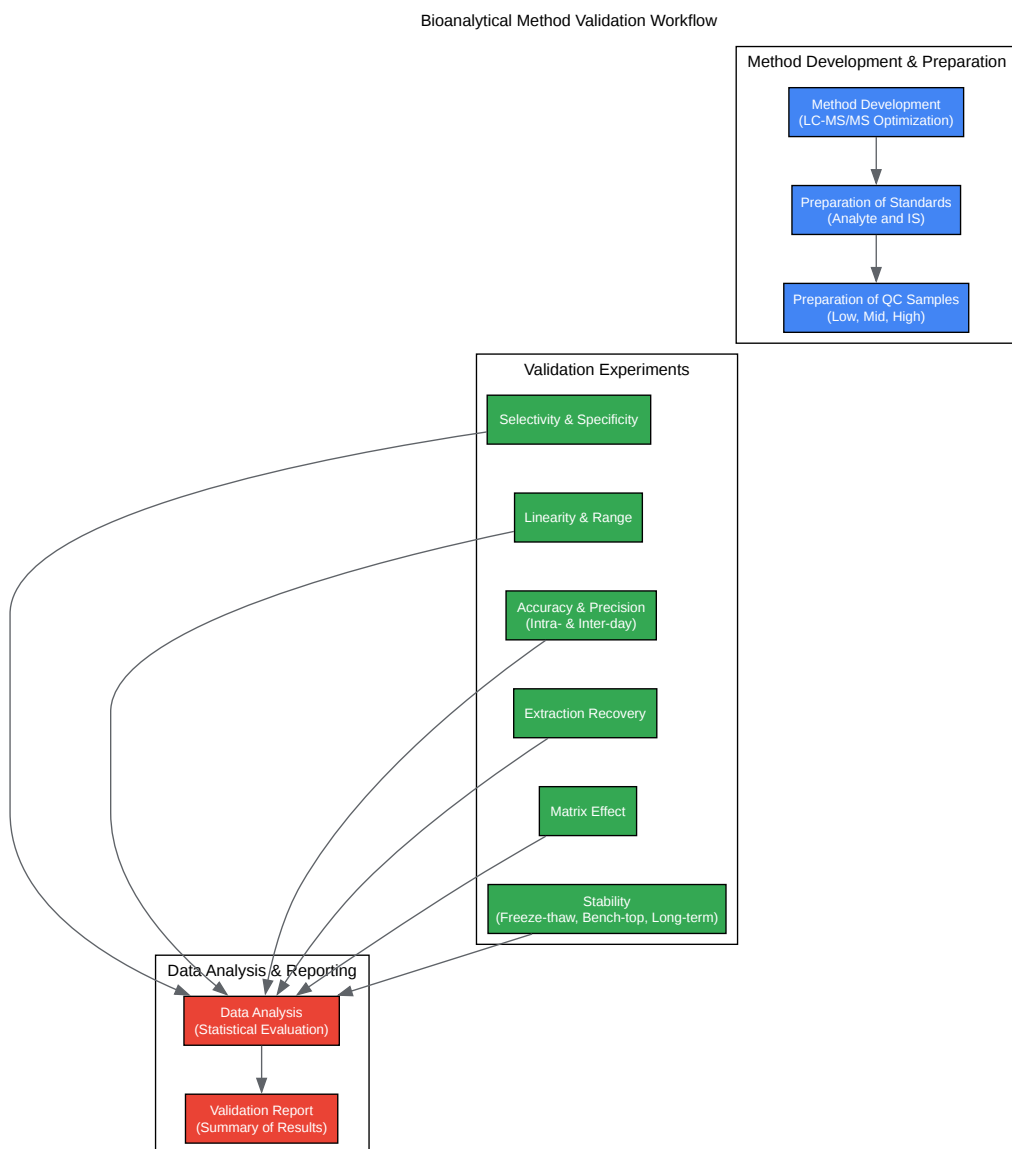 Bioanalytical Method Validation Workflow
Method Development & Preparation
Method Development
(LC-MS/MS Optimization)
Preparation of Standards
(Analyte and IS)
Preparation of QC Samples
(Low, Mid, High)
Validation Experiments
Selectivity & Specificity
Linearity & Range
Accuracy & Precision
(Intra- & Inter-day)
Extraction Recovery
Matrix Effect
Stability
(Freeze-thaw, Bench-top, Long-term)
Data Analysis & Reporting
Data Analysis
(Statistical Evaluation)
Validation Report
(Summary of Results)